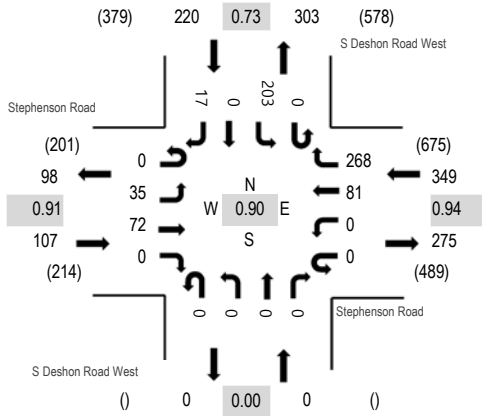 (379) 220 0.73 303 (578)
S Deshon Road West
17 0 203 0
Stephenson Road
(201) 0 268 (675)
98 349
35 N 81
0.91 W 0.90 E 0.94
72 S 0
107 275
(214) 0 0 (489)
0 0 0 0
Stephenson Road
S Deshon Road West
() 0 0.00 0 ()